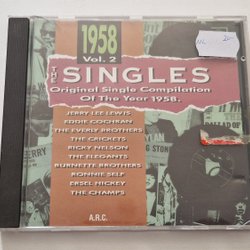 1958
Vol. 2
THE SINGLES
Original Single Compilation
Of The Year 1958.
JERRY LEE LEWIS
EDDIE COCHRAN
THE EVERLY BROTHERS
THE CRICKETS
RICKY NELSON
THE ELEGANTS
BURNETTE BROTHERS
RONNIE SELF
ERSEL HICKEY
THE CHAMPS
A.R.C.